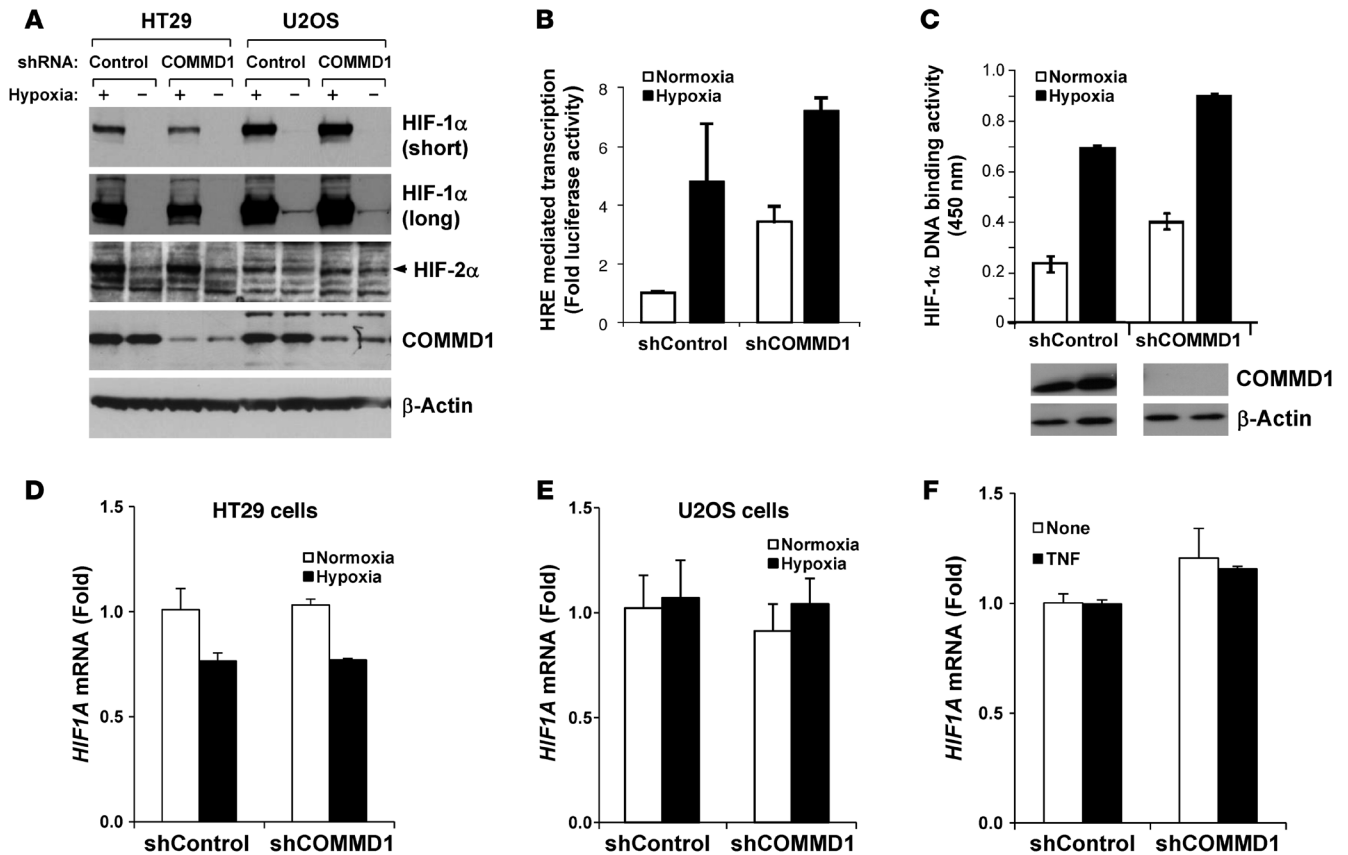 A
HT29 U2OS
shRNA: Control COMMD1 Control COMMD1
Hypoxia: + − + − + − + −
HIF-1α
(short)
HIF-1α
(long)
HIF-2α
COMMD1
β-Actin
B
Normoxia
Hypoxia
HRE mediated transcription
(Fold luciferase activity)
8
6
4
2
0
shControl shCOMMD1
C
Normoxia
Hypoxia
HIF-1α DNA binding activity
(450 nm)
1.0
0.8
0.6
0.4
0.2
0
shControl shCOMMD1
COMMD1
β-Actin
D
HT29 cells
Normoxia
Hypoxia
HIF1A mRNA (Fold)
1.5
1.0
0.5
0.0
shControl shCOMMD1
E
U2OS cells
Normoxia
Hypoxia
HIF1A mRNA (Fold)
1.5
1.0
0.5
0.0
shControl shCOMMD1
F
None
TNF
HIF1A mRNA (Fold)
1.5
1.0
0.5
0.0
shControl shCOMMD1